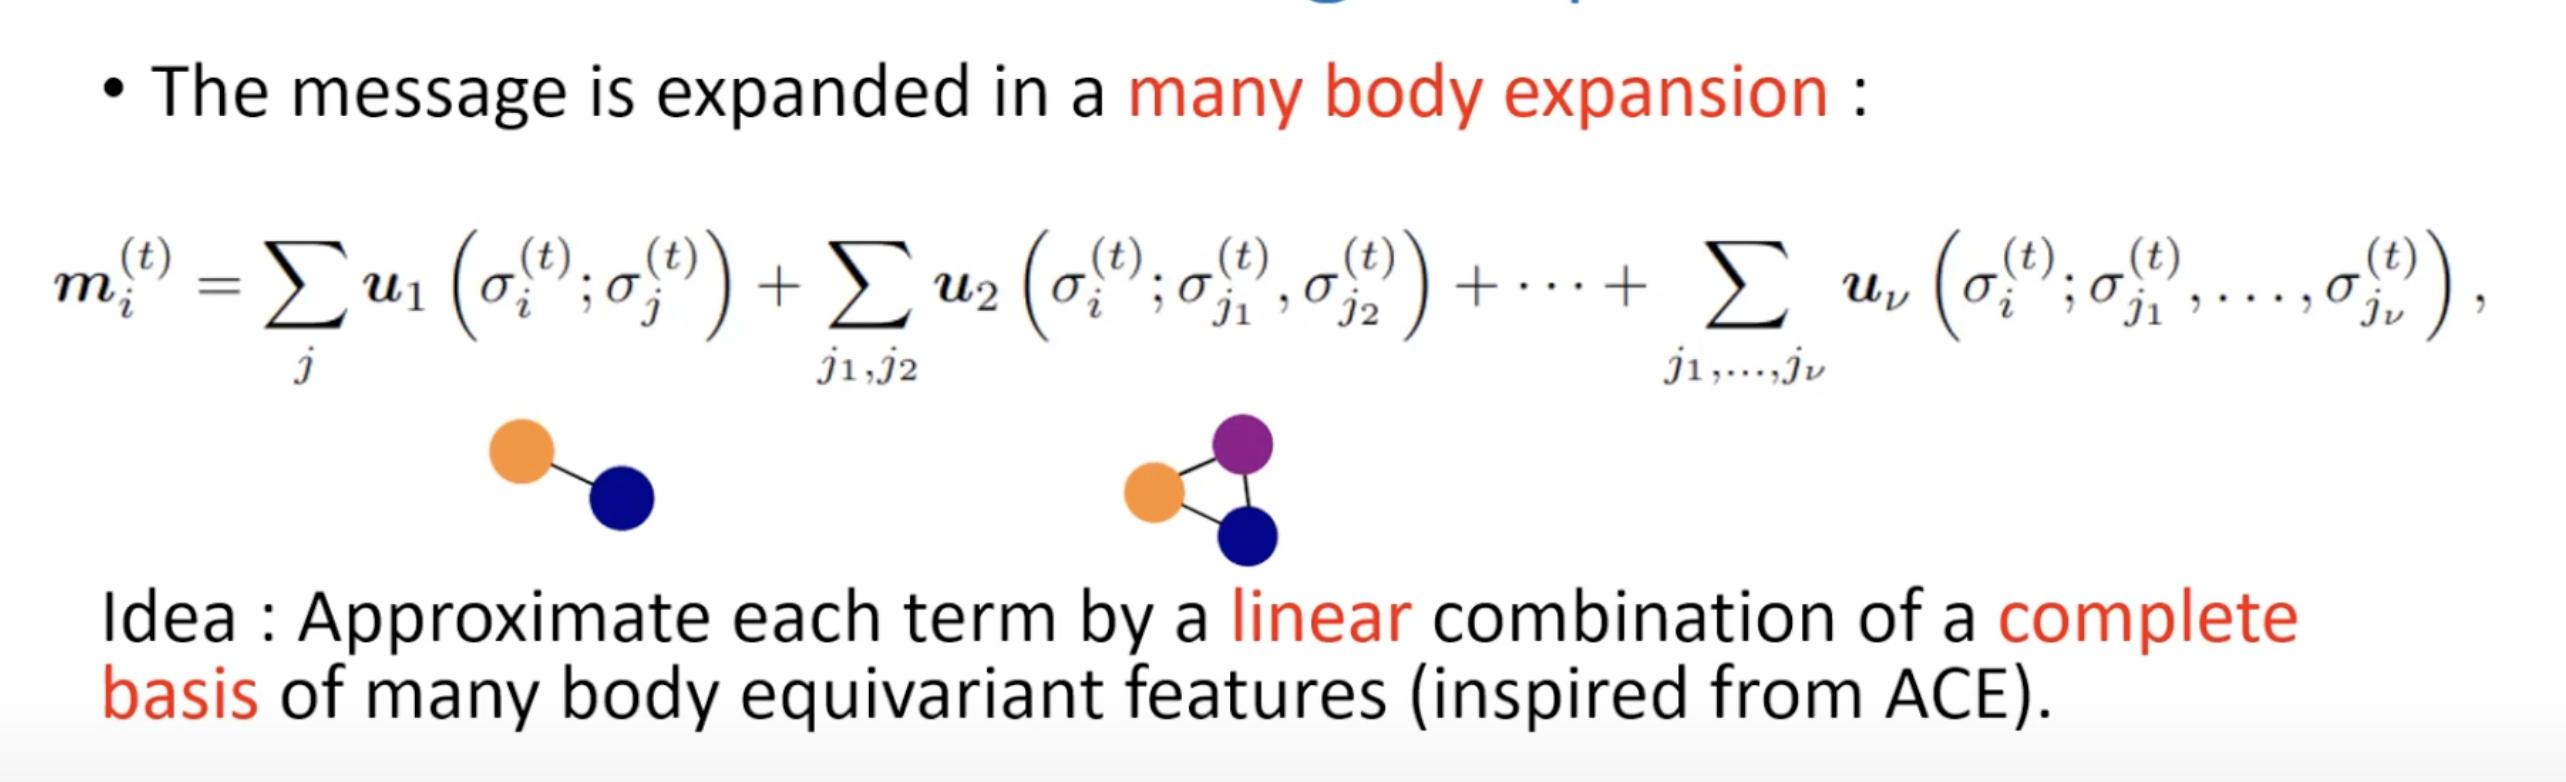 • The message is expanded in a many body expansion :
$\boldsymbol{m}_i^{(t)} = \sum_j \boldsymbol{u}_1 \left( \sigma_i^{(t)}; \sigma_j^{(t)} \right) + \sum_{j_1, j_2} \boldsymbol{u}_2 \left( \sigma_i^{(t)}; \sigma_{j_1}^{(t)}, \sigma_{j_2}^{(t)} \right) + \cdots + \sum_{j_1, \ldots, j_\nu} \boldsymbol{u}_\nu \left( \sigma_i^{(t)}; \sigma_{j_1}^{(t)}, \ldots, \sigma_{j_\nu}^{(t)} \right),$
Idea : Approximate each term by a linear combination of a complete
basis of many body equivariant features (inspired from ACE).